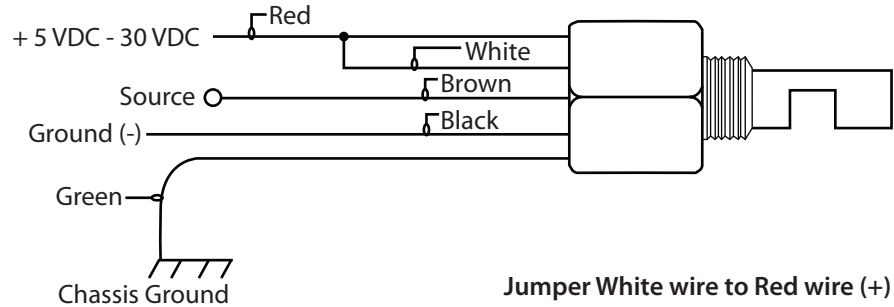 Red
+ 5 VDC - 30 VDC
White
Brown
Source
Black
Ground (-)
Green
Chassis Ground
Jumper White wire to Red wire (+)